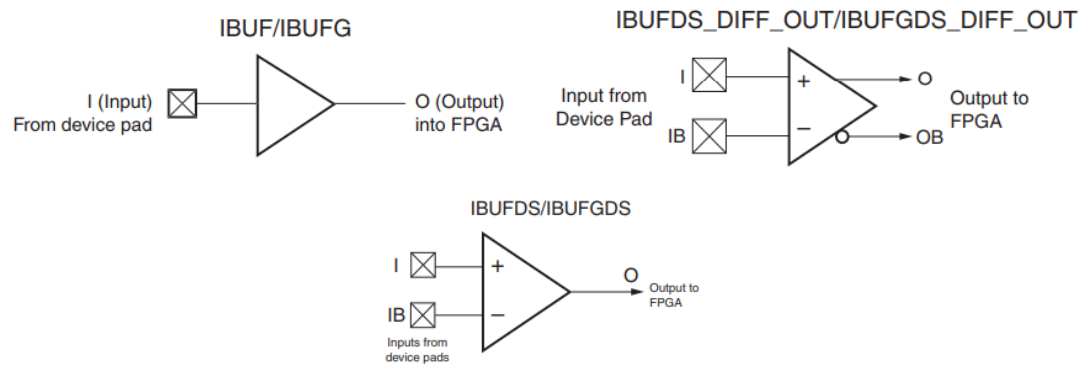 IBUF/IBUFG
I (Input)
From device pad
O (Output)
into FPGA
IBUFDS_DIFF_OUT/IBUFGDS_DIFF_OUT
I
IB
Input from
Device Pad
+
−
O
OB
Output to
FPGA
IBUFDS/IBUFGDS
I
IB
+
−
O
Output to
FPGA
Inputs from
device pads